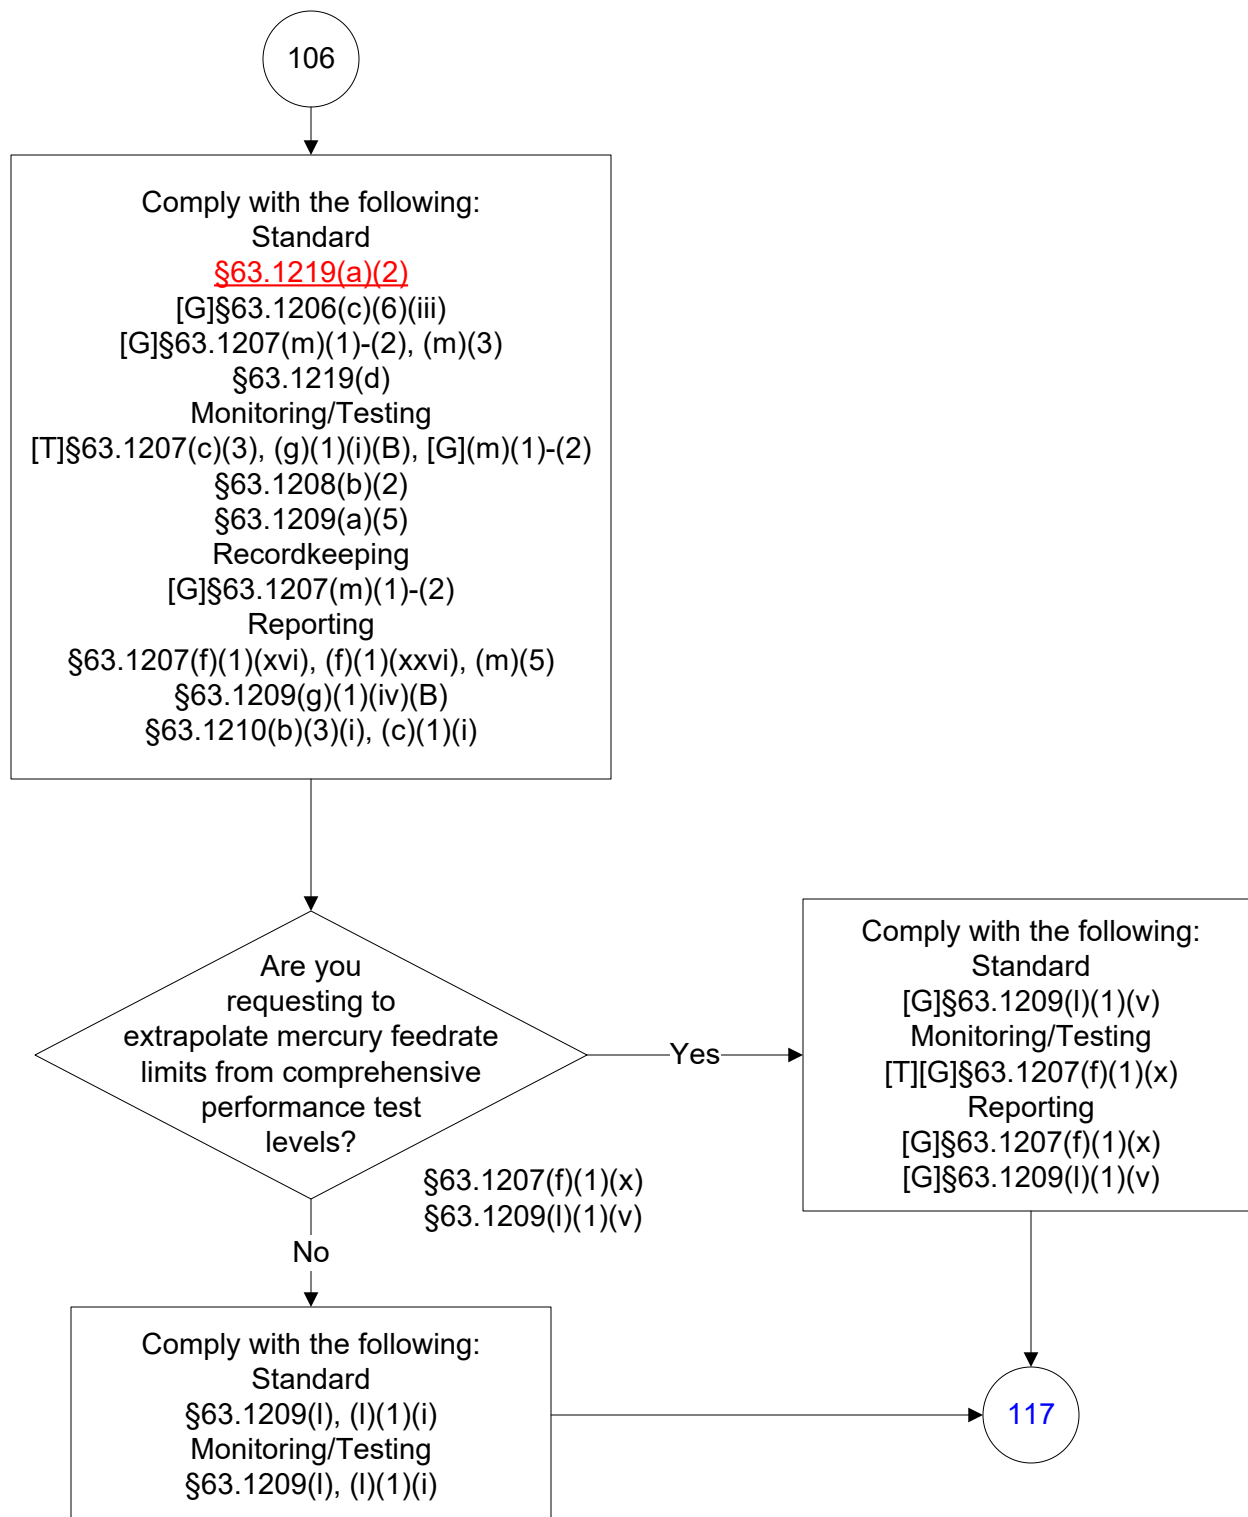 106
Comply with the following:
Standard
§63.1219(a)(2)
[G]§63.1206(c)(6)(iii)
[G]§63.1207(m)(1)-(2), (m)(3)
§63.1219(d)
Monitoring/Testing
[T]§63.1207(c)(3), (g)(1)(i)(B), [G](m)(1)-(2)
§63.1208(b)(2)
§63.1209(a)(5)
Recordkeeping
[G]§63.1207(m)(1)-(2)
Reporting
§63.1207(f)(1)(xvi), (f)(1)(xxvi), (m)(5)
§63.1209(g)(1)(iv)(B)
§63.1210(b)(3)(i), (c)(1)(i)
Are you
requesting to
extrapolate mercury feedrate
limits from comprehensive
performance test
levels?
§63.1207(f)(1)(x)
§63.1209(l)(1)(v)
Yes
Comply with the following:
Standard
[G]§63.1209(l)(1)(v)
Monitoring/Testing
[T][G]§63.1207(f)(1)(x)
Reporting
[G]§63.1207(f)(1)(x)
[G]§63.1209(l)(1)(v)
No
Comply with the following:
Standard
§63.1209(l), (l)(1)(i)
Monitoring/Testing
§63.1209(l), (l)(1)(i)
117